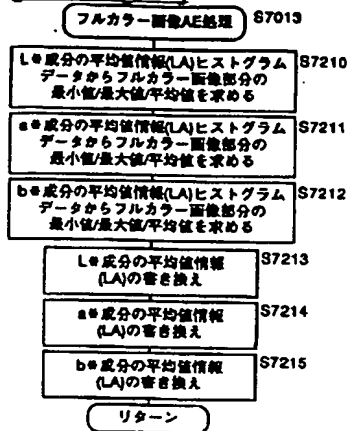 フルカラー画像AE処理 S7013
L*成分の平均値情報(LA)ヒストグラム S7210
データからフルカラー画像部分の
最小値/最大値/平均値を求める
a*成分の平均値情報(LA)ヒストグラム S7211
データからフルカラー画像部分の
最小値/最大値/平均値を求める
b*成分の平均値情報(LA)ヒストグラム S7212
データからフルカラー画像部分の
最小値/最大値/平均値を求める
L*成分の平均値情報 S7213
(LA)の書き換え
a*成分の平均値情報 S7214
(LA)の書き換え
b*成分の平均値情報 S7215
(LA)の書き換え
リターン